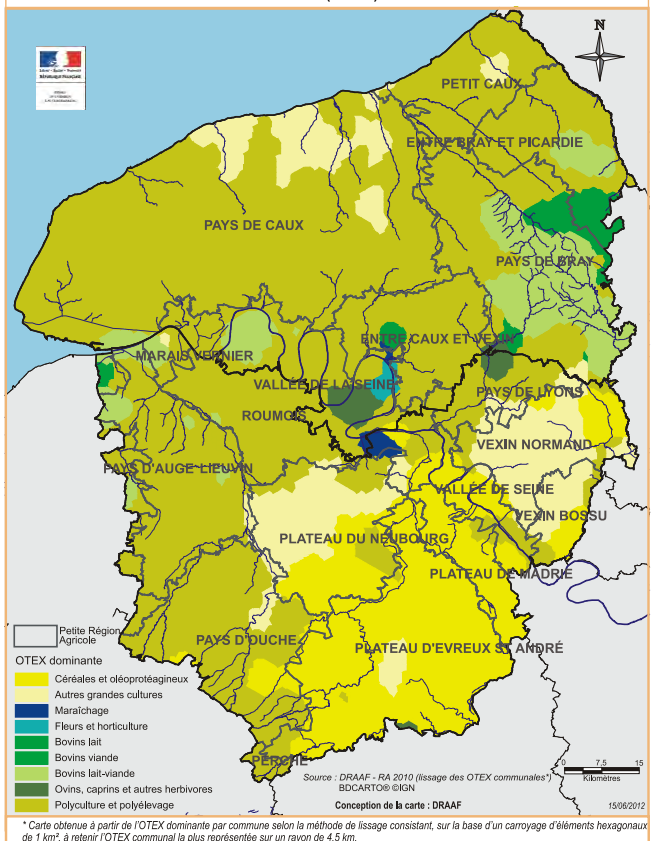 N
RÉPUBLIQUE FRANÇAISE
PETIT CAUX
ENTRE BRAY ET PICARDIE
PAYS DE CAUX
PAYS DE BRAY
ENTRE CAUX ET VEXIN
MARAIS VERNIER
VALLÉE DE LA SEINE
PAYS DE LYONS
ROUMOIS
VEXIN NORMAND
PAYS D'AUGE-LIEUVIN
VALLÉE DE SEINE
VEXIN BOSSU
PLATEAU DU NEUBOURG
PLATEAU DE MADRIE
PAYS D'OUCHE
PLATEAU D'EVREUX ST ANDRÉ
PERCHE
Petite Région
Agricole
OTEX dominante
Céréales et oléoprotéagineux
Autres grandes cultures
Maraîchage
Fleurs et horticulture
Bovins lait
Bovins viande
Bovins lait-viande
Ovins, caprins et autres herbivores
Polyculture et polyélevage
Source : DRAAF - RA 2010 (lissage des OTEX communales*)
BDCARTO® ©IGN
Conception de la carte : DRAAF
0 7,5 15
Kilomètres
15/06/2012
* Carte obtenue à partir de l'OTEX dominante par commune selon la méthode de lissage consistant, sur la base d'un carroyage d'éléments hexagonaux
de 1 km², à retenir l'OTEX communal la plus représentée sur un rayon de 4,5 km.